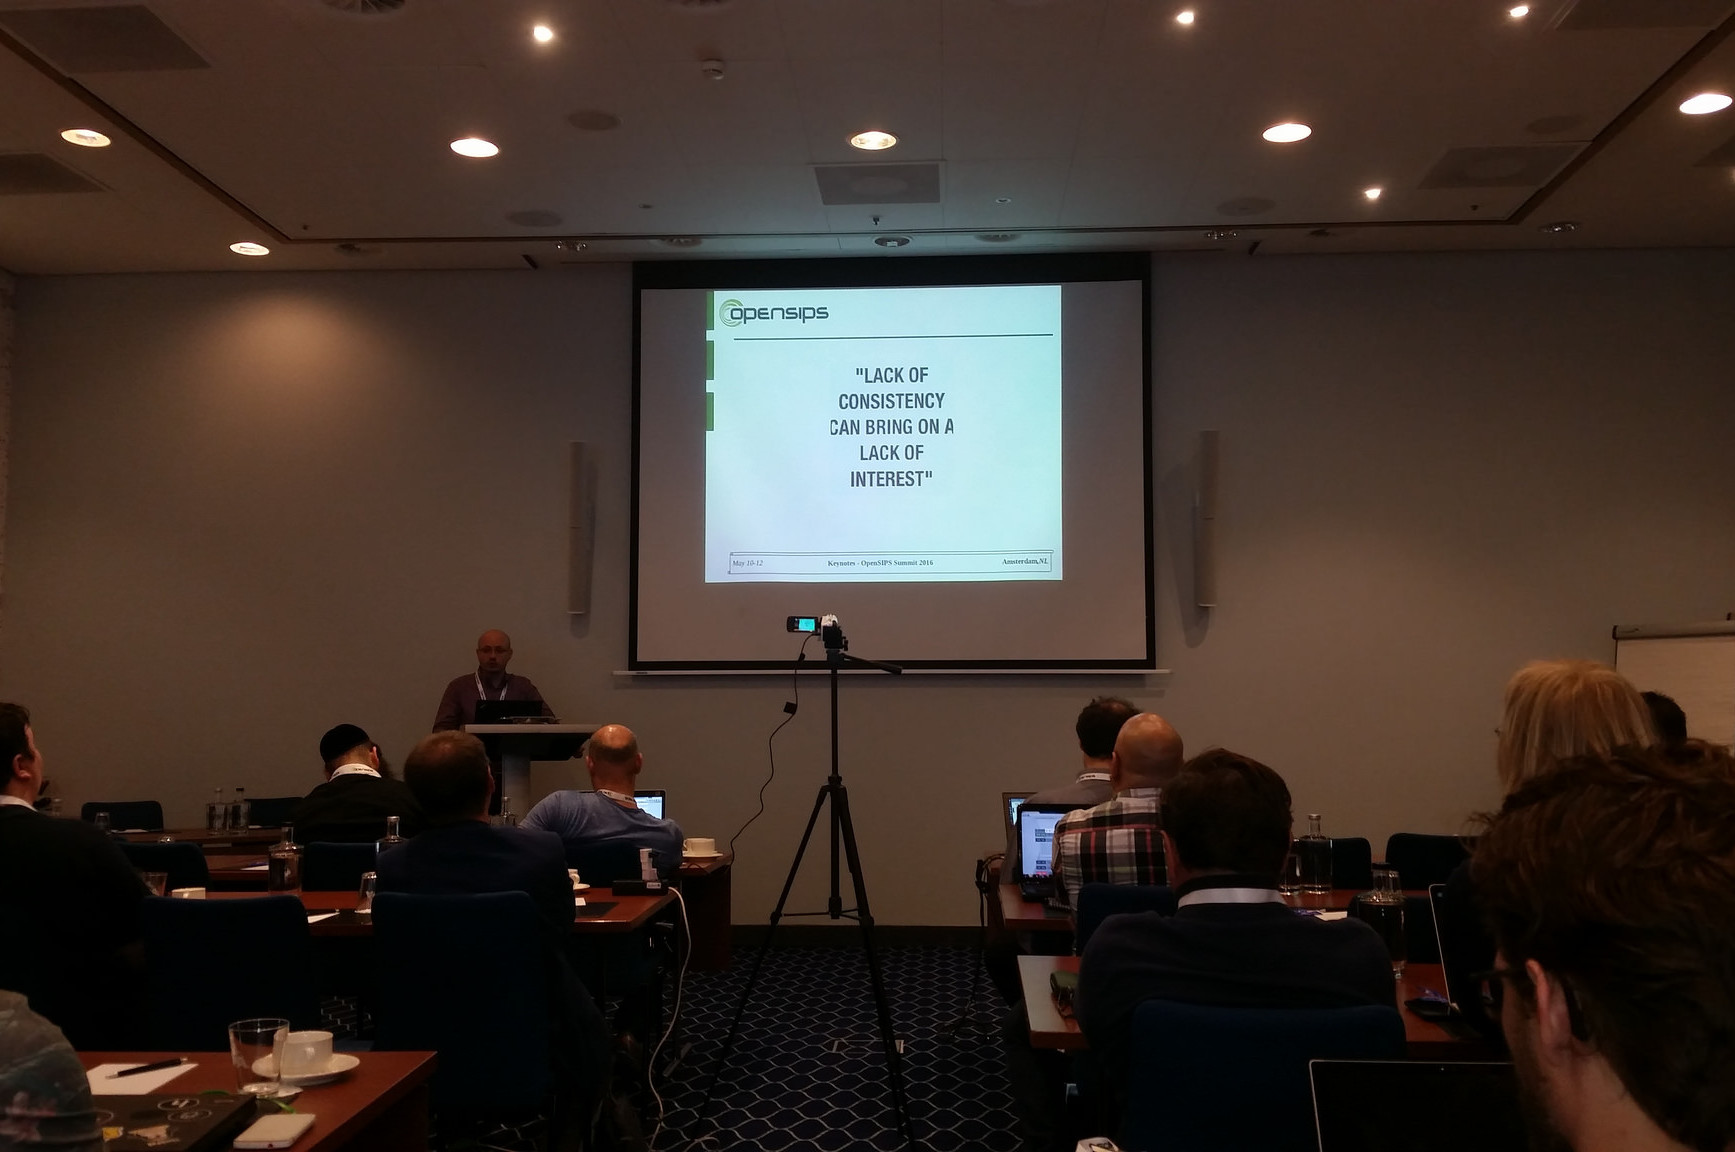 opensips
"LACK OF
CONSISTENCY
CAN BRING ON A
LACK OF
INTEREST"
May 10-12 Keynotes - OpenSIPS Summit 2016 Amsterdam,NL